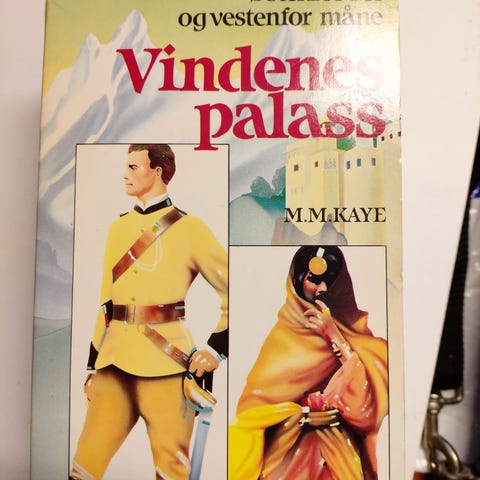 og vestenfor måne
Vindenes
palass
M.M.KAYE